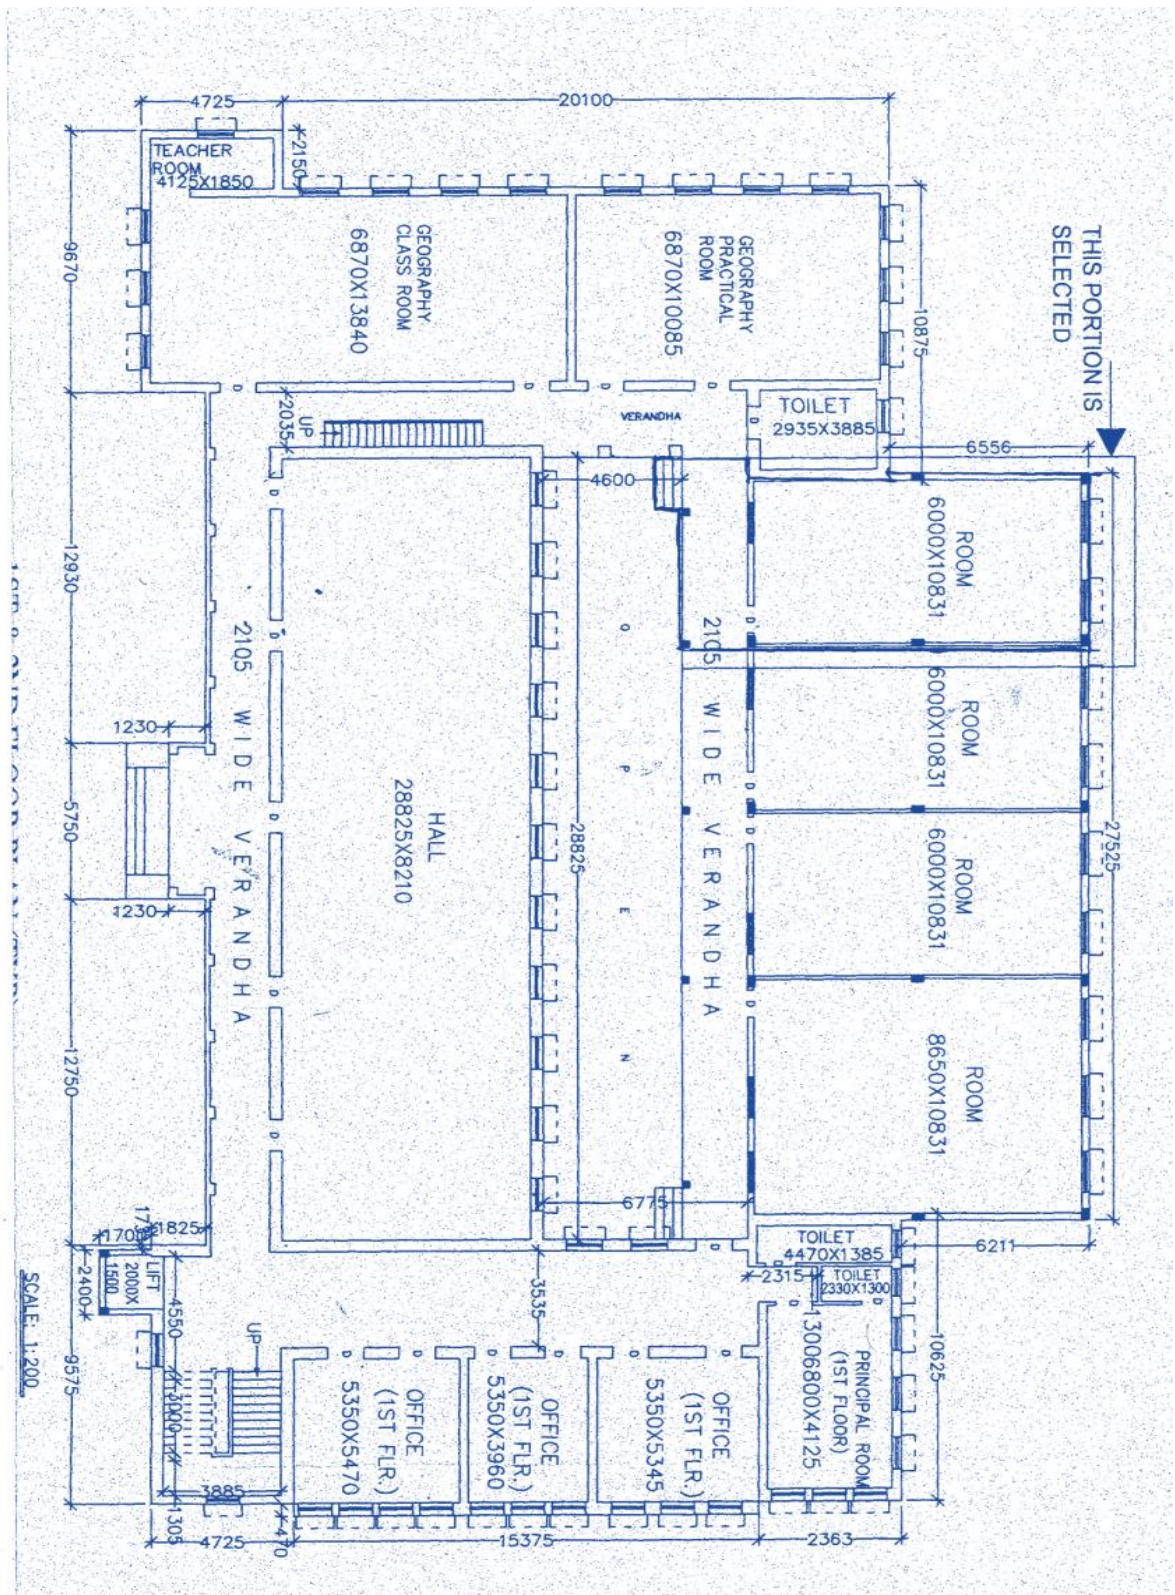 4725
20100
TEACHER
ROOM
4125X1850
2150
9670
GEOGRAPHY
CLASS ROOM
6870X13840
GEOGRAPHY
PRACTICAL
ROOM
6870X10085
10875
THIS PORTION IS
SELECTED
TOILET
2935X3885
VERANDHA
2035
UP
6556
4600
ROOM
6000X10831
12930
2105 WIDE VERANDHA
2105 WIDE VERANDHA
OPEN
ROOM
6000X10831
1230
HALL
28825X8210
28825
27525
5750
ROOM
6000X10831
1230
ROOM
8650X10831
12750
6775
1825
TOILET
4470X1385
6211
2315
TOILET
2330X1300
LIFT
2000X
1500
2400
4550
3535
UP
3000
OFFICE
(1ST FLR.)
5350X5470
OFFICE
(1ST FLR.)
5350X3960
OFFICE
(1ST FLR.)
5350X5345
PRINCIPAL ROOM
(1ST FLOOR)
13006800X4125
10625
9575
3885
1305
4725
470
15375
2363
SCALE: 1:200